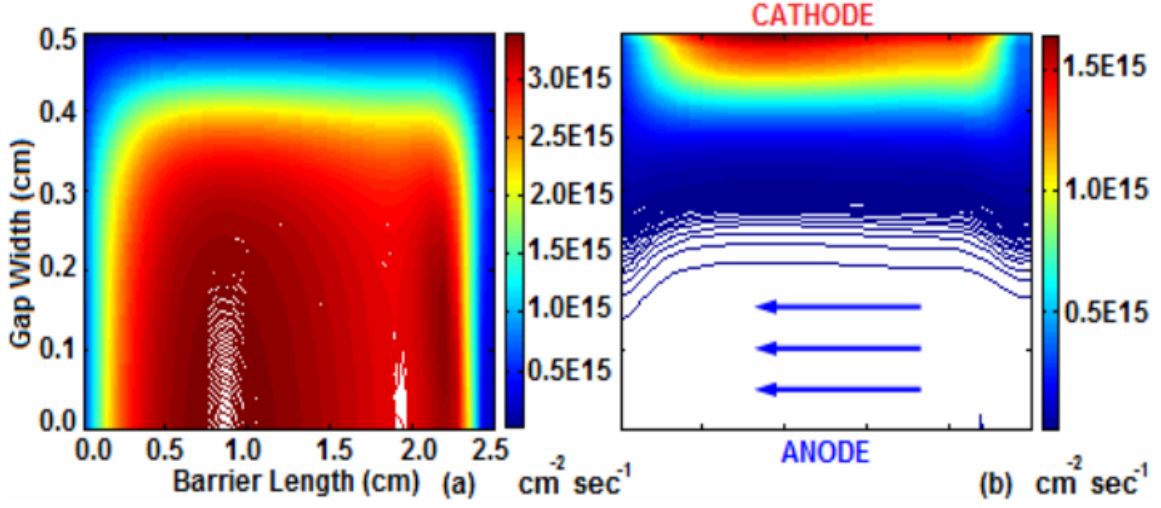 CATHODE
0.5
0.4
0.3
0.2
0.1
0.0
Gap Width (cm)
0.0 0.5 1.0 1.5 2.0 2.5
Barrier Length (cm) (a)
3.0E15
2.5E15
2.0E15
1.5E15
1.0E15
0.5E15
cm⁻² sec⁻¹
1.5E15
1.0E15
0.5E15
ANODE
(b) cm⁻² sec⁻¹